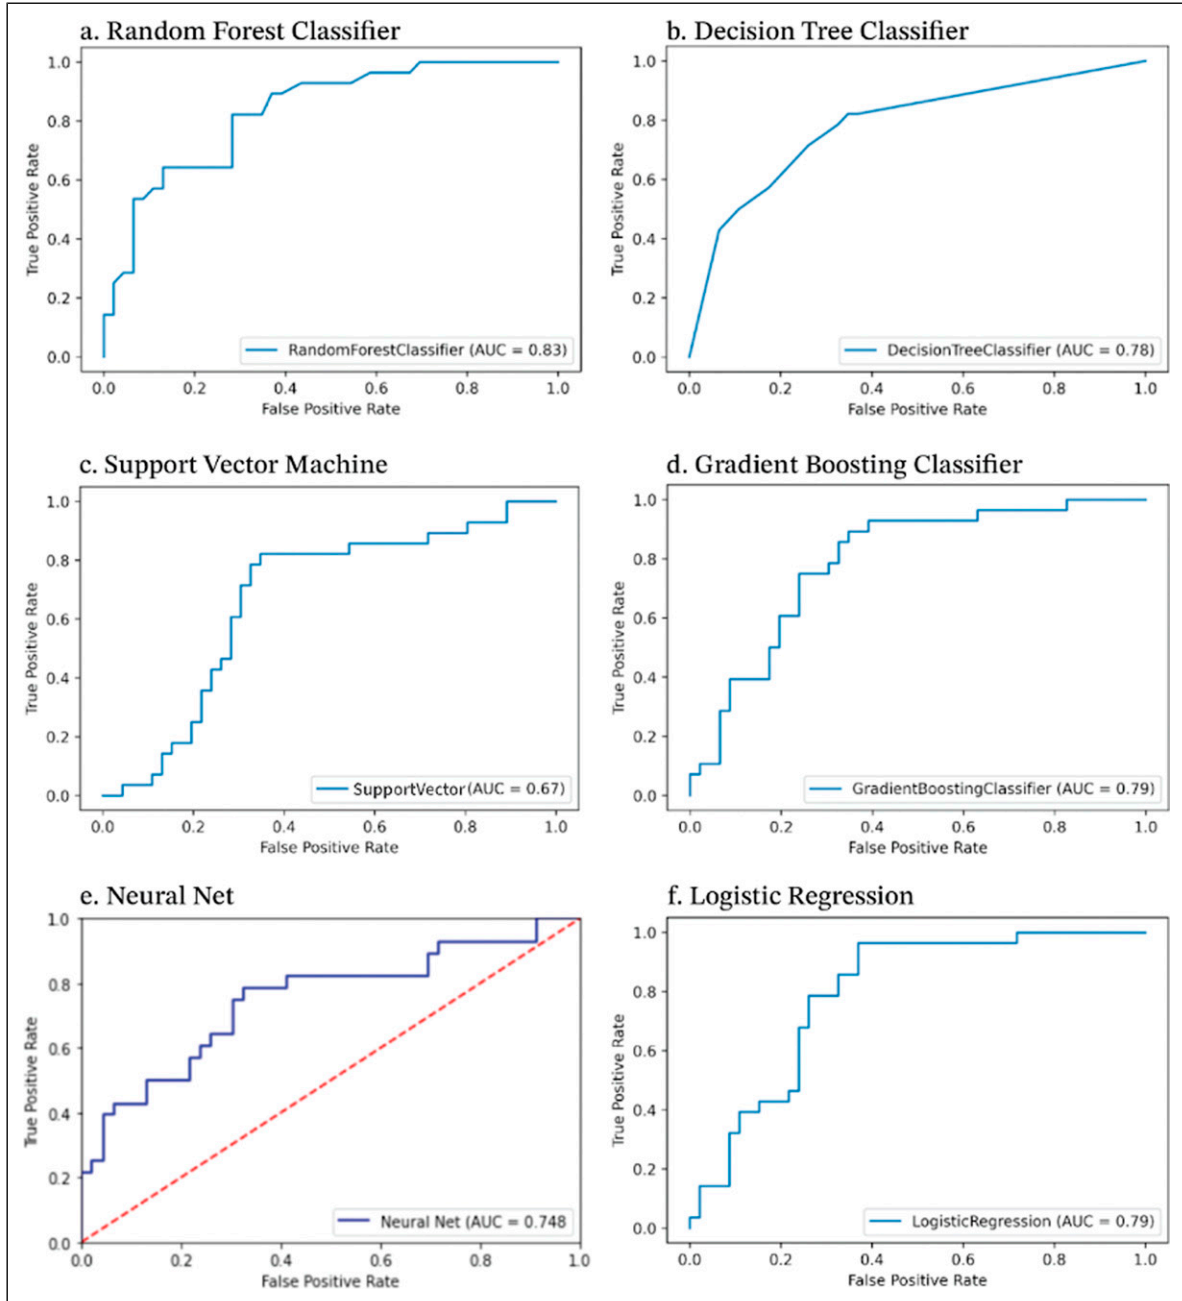 a. Random Forest Classifier
1.0
0.8
0.6
0.4
0.2
0.0
True Positive Rate
RandomForestClassifier (AUC = 0.83)
0.0 0.2 0.4 0.6 0.8 1.0
False Positive Rate
b. Decision Tree Classifier
1.0
0.8
0.6
0.4
0.2
0.0
True Positive Rate
DecisionTreeClassifier (AUC = 0.78)
0.0 0.2 0.4 0.6 0.8 1.0
False Positive Rate
c. Support Vector Machine
1.0
0.8
0.6
0.4
0.2
0.0
True Positive Rate
SupportVector (AUC = 0.67)
0.0 0.2 0.4 0.6 0.8 1.0
False Positive Rate
d. Gradient Boosting Classifier
1.0
0.8
0.6
0.4
0.2
0.0
True Positive Rate
GradientBoostingClassifier (AUC = 0.79)
0.0 0.2 0.4 0.6 0.8 1.0
False Positive Rate
e. Neural Net
1.0
0.8
0.6
0.4
0.2
0.0
True Positive Rate
Neural Net (AUC = 0.748
0.0 0.2 0.4 0.6 0.8 1.0
False Positive Rate
f. Logistic Regression
1.0
0.8
0.6
0.4
0.2
0.0
True Positive Rate
LogisticRegression (AUC = 0.79)
0.0 0.2 0.4 0.6 0.8 1.0
False Positive Rate